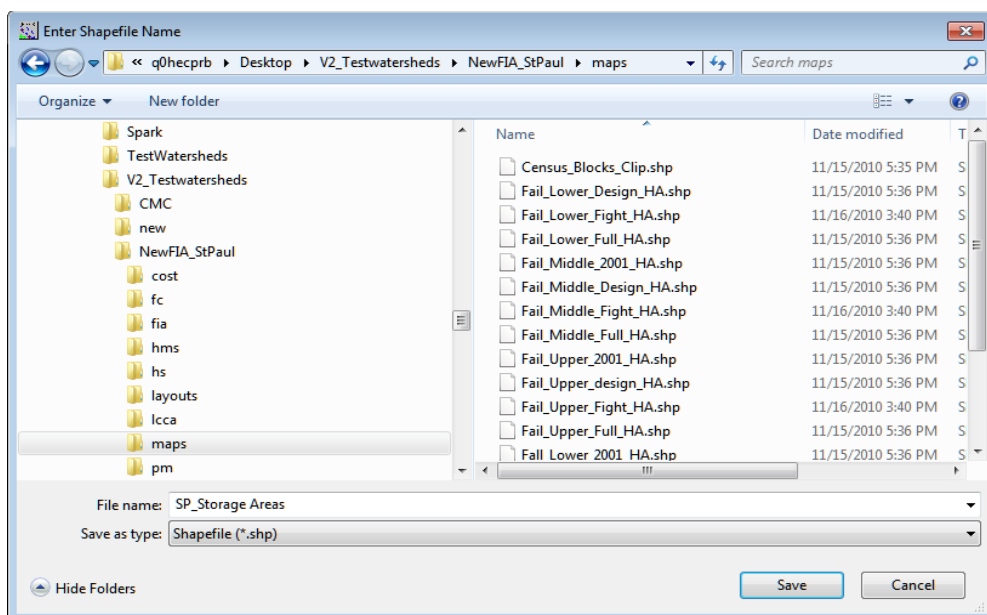 Enter Shapefile Name
« q0hecprb ▸ Desktop ▸ V2_Testwatersheds ▸ NewFIA_StPaul ▸ maps
Search maps
Organize ▾ New folder
Spark
TestWatersheds
V2_Testwatersheds
CMC
new
NewFIA_StPaul
cost
fc
fia
hms
hs
layouts
lcca
maps
pm
Name Date modified T
Census_Blocks_Clip.shp 11/15/2010 5:35 PM S
Fail_Lower_Design_HA.shp 11/15/2010 5:36 PM S
Fail_Lower_Fight_HA.shp 11/16/2010 3:40 PM S
Fail_Lower_Full_HA.shp 11/15/2010 5:36 PM S
Fail_Middle_2001_HA.shp 11/15/2010 5:36 PM S
Fail_Middle_Design_HA.shp 11/15/2010 5:36 PM S
Fail_Middle_Fight_HA.shp 11/16/2010 3:40 PM S
Fail_Middle_Full_HA.shp 11/15/2010 5:36 PM S
Fail_Upper_2001_HA.shp 11/15/2010 5:36 PM S
Fail_Upper_design_HA.shp 11/15/2010 5:36 PM S
Fail_Upper_Fight_HA.shp 11/16/2010 3:40 PM S
Fail_Upper_Full_HA.shp 11/15/2010 5:36 PM S
Fall_Lower_2001_HA.shp 11/15/2010 5:36 PM S
File name: SP_Storage Areas
Save as type: Shapefile (*.shp)
Hide Folders
Save
Cancel